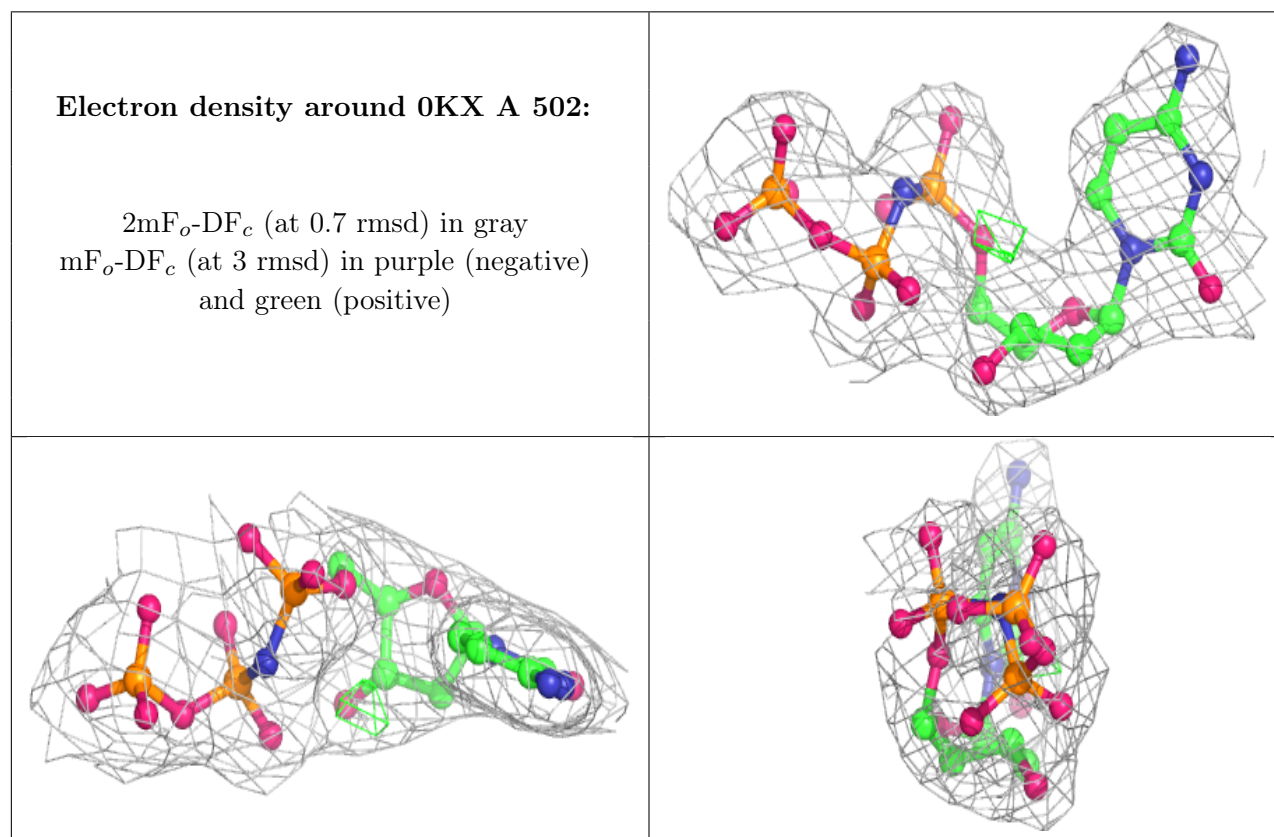 Electron density around 0KX A 502:
2mFo-DFc (at 0.7 rmsd) in gray
mFo-DFc (at 3 rmsd) in purple (negative)
and green (positive)